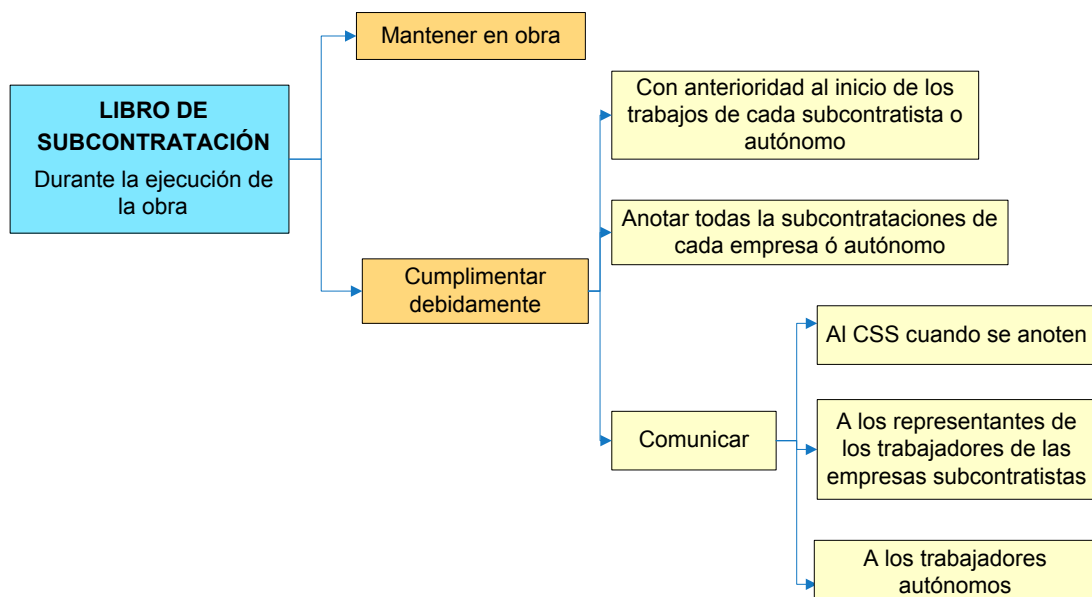 Mantener en obra
LIBRO DE
SUBCONTRATACIÓN
Durante la ejecución de
la obra
Con anterioridad al inicio de los
trabajos de cada subcontratista o
autónomo
Anotar todas la subcontrataciones de
cada empresa ó autónomo
Cumplimentar
debidamente
Al CSS cuando se anoten
Comunicar
A los representantes de
los trabajadores de las
empresas subcontratistas
A los trabajadores
autónomos